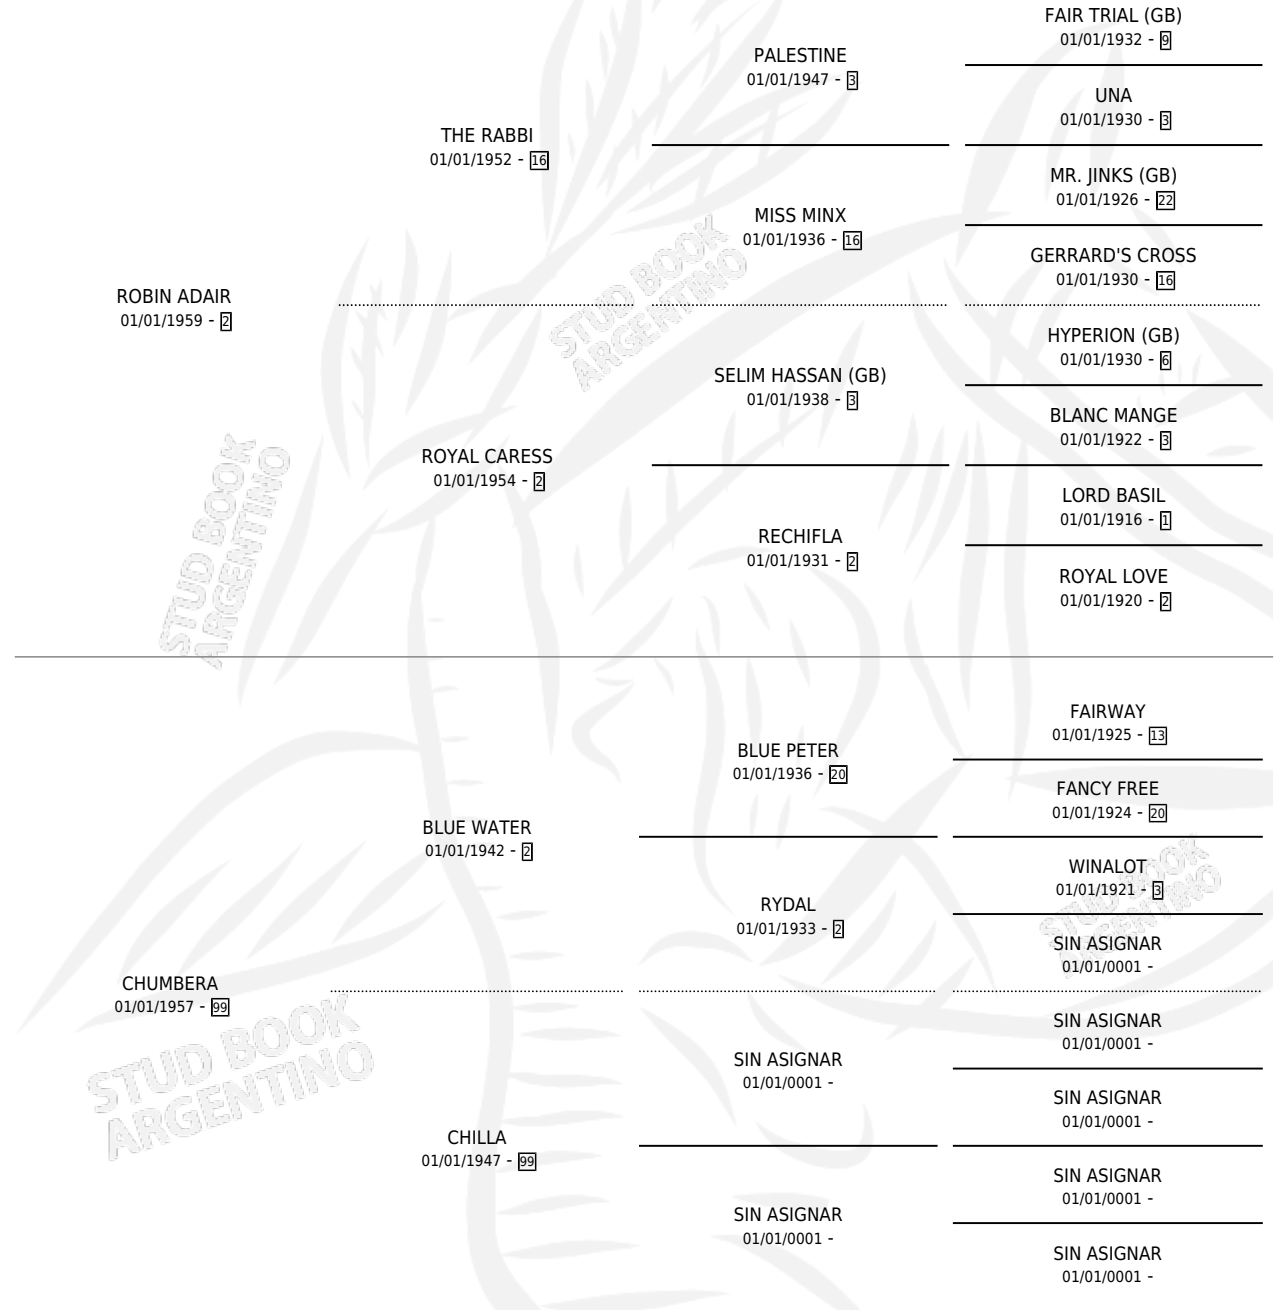 FAIR TRIAL (GB)
01/01/1932 - 9
PALESTINE
01/01/1947 - 3
UNA
01/01/1930 - 3
THE RABBI
01/01/1952 - 16
MR. JINKS (GB)
01/01/1926 - 22
MISS MINX
01/01/1936 - 16
GERRARD'S CROSS
01/01/1930 - 16
ROBIN ADAIR
01/01/1959 - 2
HYPERION (GB)
01/01/1930 - 6
SELIM HASSAN (GB)
01/01/1938 - 3
BLANC MANGE
01/01/1922 - 3
ROYAL CARESS
01/01/1954 - 2
LORD BASIL
01/01/1916 - 1
RECHIFLA
01/01/1931 - 2
ROYAL LOVE
01/01/1920 - 2
STUD BOOK
ARGENTINO
STUD BOOK
ARGENTINO
FAIRWAY
01/01/1925 - 13
BLUE PETER
01/01/1936 - 20
FANCY FREE
01/01/1924 - 20
BLUE WATER
01/01/1942 - 2
WINALOT
01/01/1921 - 3
RYDAL
01/01/1933 - 2
SIN ASIGNAR
01/01/0001 -
STUD BOOK
ARGENTINO
CHUMBERA
01/01/1957 - 99
SIN ASIGNAR
01/01/0001 -
SIN ASIGNAR
01/01/0001 -
SIN ASIGNAR
01/01/0001 -
STUD BOOK
ARGENTINO
CHILLA
01/01/1947 - 99
SIN ASIGNAR
01/01/0001 -
SIN ASIGNAR
01/01/0001 -
SIN ASIGNAR
01/01/0001 -